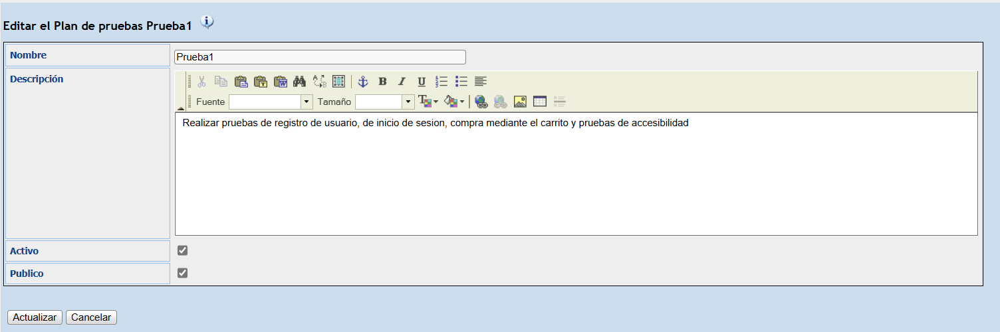 Editar el Plan de pruebas Prueba1
Nombre
Prueba1
Descripción
B I U
Fuente Tamaño
Realizar pruebas de registro de usuario, de inicio de sesion, compra mediante el carrito y pruebas de accesibilidad
Activo
Publico
Actualizar Cancelar